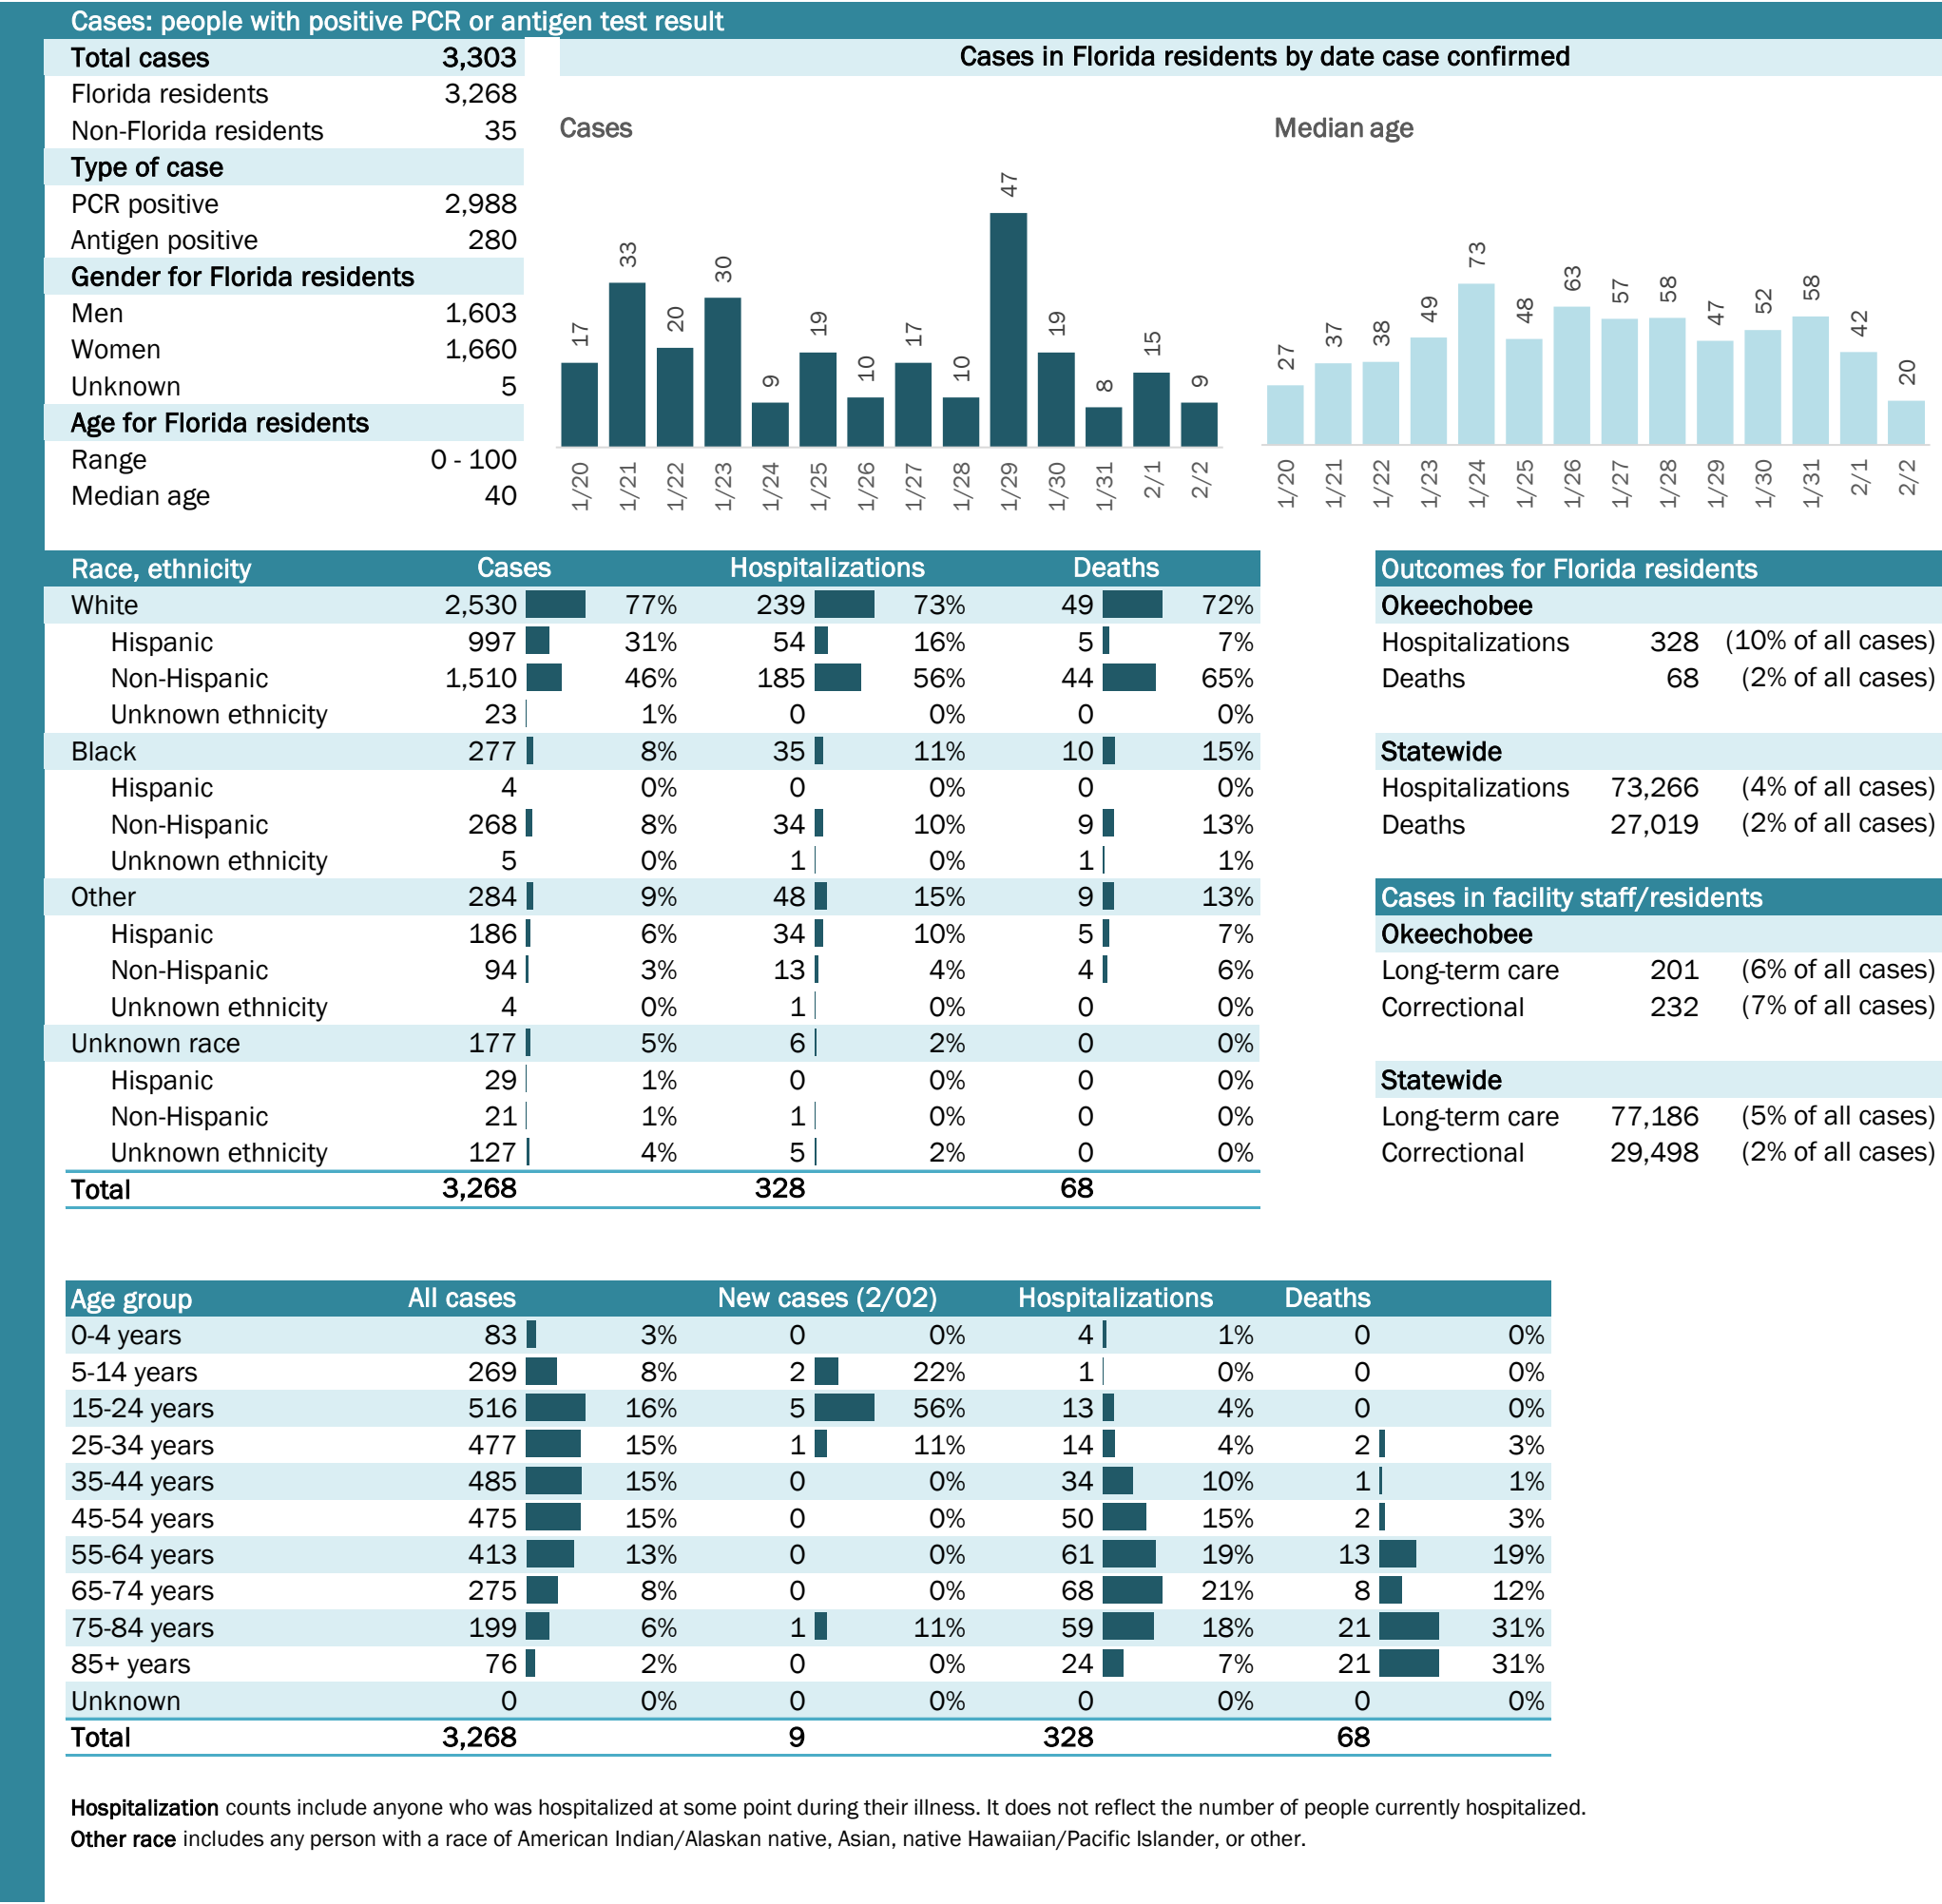 Cases: people with positive PCR or antigen test result
Total cases 3,303
Florida residents 3,268
Non-Florida residents 35
Type of case
PCR positive 2,988
Antigen positive 280
Gender for Florida residents
Men 1,603
Women 1,660
Unknown 5
Age for Florida residents
Range 0 - 100
Median age 40
Cases in Florida residents by date case confirmed
Cases
17 33 20 30 9 19 10 17 10 47 19 8 15 9
1/20 1/21 1/22 1/23 1/24 1/25 1/26 1/27 1/28 1/29 1/30 1/31 2/1 2/2
Median age
27 37 38 49 73 48 63 57 58 47 52 58 42 20
1/20 1/21 1/22 1/23 1/24 1/25 1/26 1/27 1/28 1/29 1/30 1/31 2/1 2/2
Race, ethnicity Cases Hospitalizations Deaths
White 2,530 77% 239 73% 49 72%
Hispanic 997 31% 54 16% 5 7%
Non-Hispanic 1,510 46% 185 56% 44 65%
Unknown ethnicity 23 1% 0 0% 0 0%
Black 277 8% 35 11% 10 15%
Hispanic 4 0% 0 0% 0 0%
Non-Hispanic 268 8% 34 10% 9 13%
Unknown ethnicity 5 0% 1 0% 1 1%
Other 284 9% 48 15% 9 13%
Hispanic 186 6% 34 10% 5 7%
Non-Hispanic 94 3% 13 4% 4 6%
Unknown ethnicity 4 0% 1 0% 0 0%
Unknown race 177 5% 6 2% 0 0%
Hispanic 29 1% 0 0% 0 0%
Non-Hispanic 21 1% 1 0% 0 0%
Unknown ethnicity 127 4% 5 2% 0 0%
Total 3,268 328 68
Outcomes for Florida residents
Okeechobee
Hospitalizations 328 (10% of all cases)
Deaths 68 (2% of all cases)
Statewide
Hospitalizations 73,266 (4% of all cases)
Deaths 27,019 (2% of all cases)
Cases in facility staff/residents
Okeechobee
Long-term care 201 (6% of all cases)
Correctional 232 (7% of all cases)
Statewide
Long-term care 77,186 (5% of all cases)
Correctional 29,498 (2% of all cases)
Age group All cases New cases (2/02) Hospitalizations Deaths
0-4 years 83 3% 0 0% 4 1% 0 0%
5-14 years 269 8% 2 22% 1 0% 0 0%
15-24 years 516 16% 5 56% 13 4% 0 0%
25-34 years 477 15% 1 11% 14 4% 2 3%
35-44 years 485 15% 0 0% 34 10% 1 1%
45-54 years 475 15% 0 0% 50 15% 2 3%
55-64 years 413 13% 0 0% 61 19% 13 19%
65-74 years 275 8% 0 0% 68 21% 8 12%
75-84 years 199 6% 1 11% 59 18% 21 31%
85+ years 76 2% 0 0% 24 7% 21 31%
Unknown 0 0% 0 0% 0 0% 0 0%
Total 3,268 9 328 68
Hospitalization counts include anyone who was hospitalized at some point during their illness. It does not reflect the number of people currently hospitalized.
Other race includes any person with a race of American Indian/Alaskan native, Asian, native Hawaiian/Pacific Islander, or other.